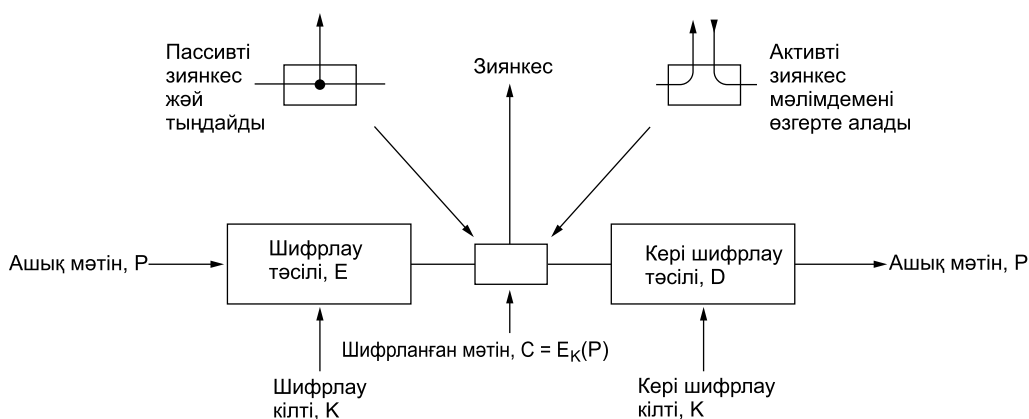 Пассивті
зиянкес
жәй
тыңдайды
Зиянкес
Активті
зиянкес
мәлімдемені
өзгерте алады
Ашық мәтін, P
Шифрлау
тәсілі, E
Кері шифрлау
тәсілі, D
Ашық мәтін, P
Шифрланған мәтін, C = E_K(P)
Шифрлау
кілті, K
Кері шифрлау
кілті, K